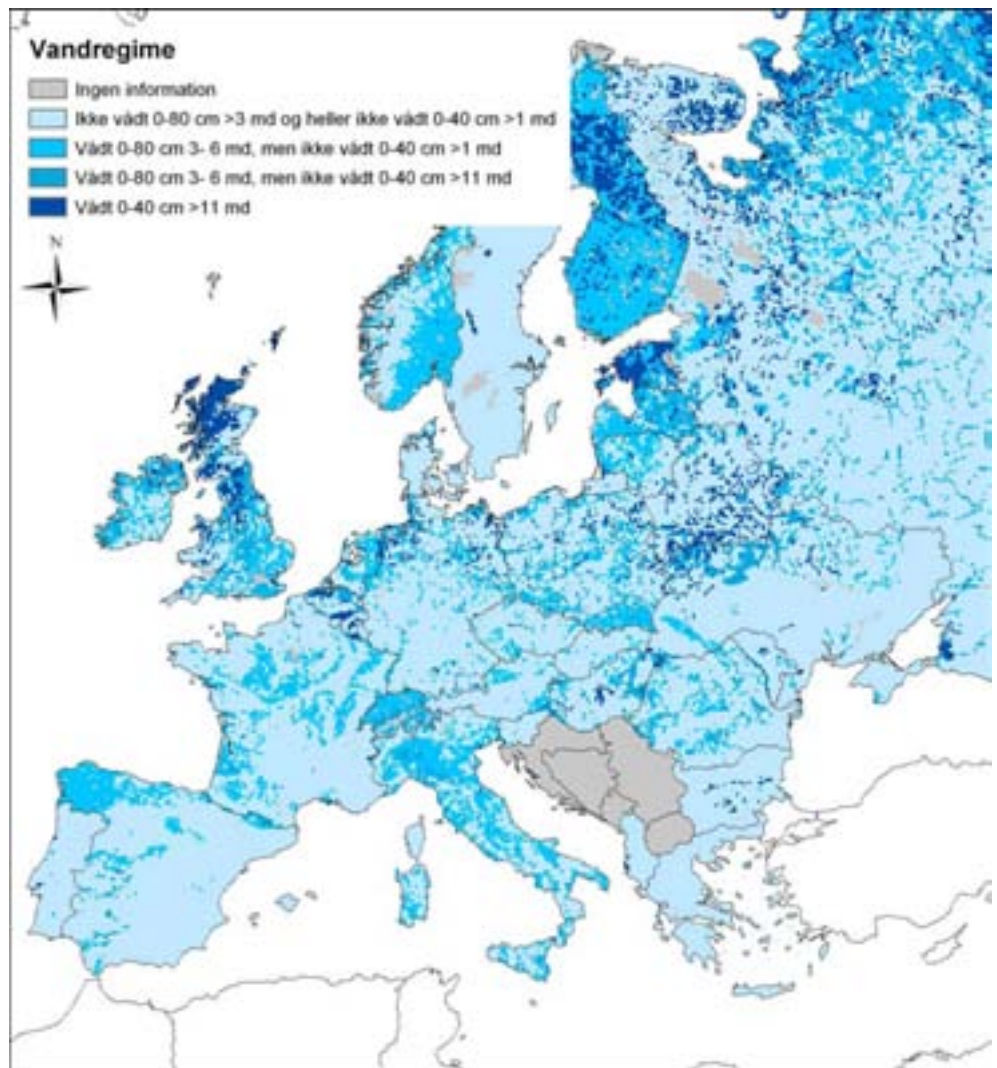 Vandregime
Ingen information
Ikke vådt 0-80 cm >3 md og heller ikke vådt 0-40 cm >1 md
Vådt 0-80 cm 3- 6 md, men ikke vådt 0-40 cm >1 md
Vådt 0-80 cm 3- 6 md, men ikke vådt 0-40 cm >11 md
Vådt 0-40 cm >11 md
N